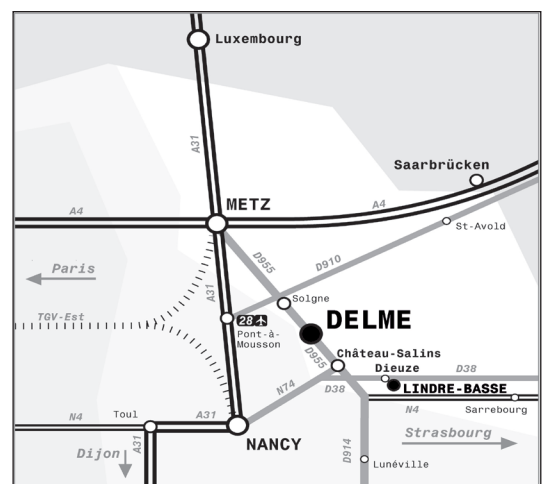 Luxembourg
A31
Saarbrücken
METZ
A4
A4
St-Avold
D955
D910
Paris
A31
Solgne
TGV-Est
28
DELME
Pont-à-
Mousson
D955
Château-Salins
Dieuze
D38
N74
D38
LINDRE-BASSE
Toul
A31
N4
N4
Sarrebourg
A31
NANCY
Strasbourg
Dijon
D914
Lunéville